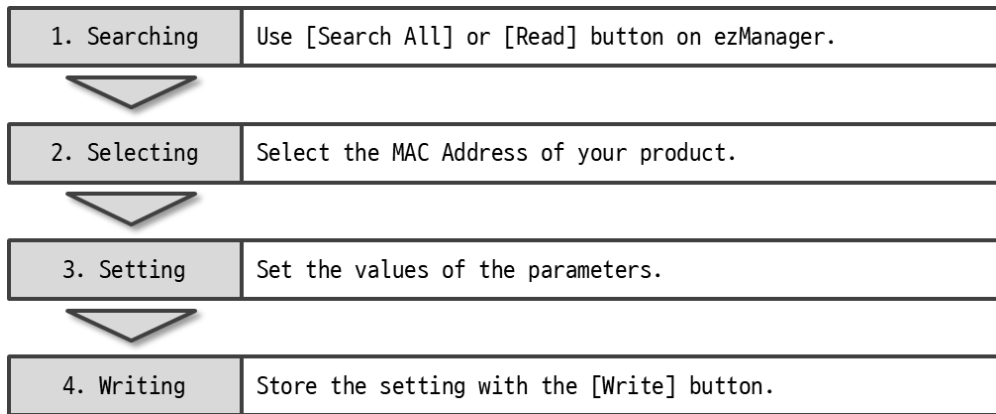 1. Searching Use [Search All] or [Read] button on ezManager.
2. Selecting Select the MAC Address of your product.
3. Setting Set the values of the parameters.
4. Writing Store the setting with the [Write] button.